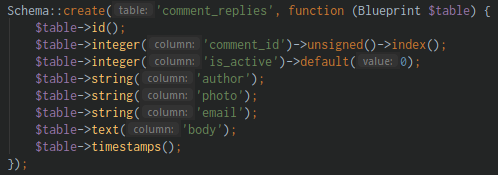 Schema::create( table: 'comment_replies', function (Blueprint $table) {
    $table->id();
    $table->integer( column: 'comment_id')->unsigned()->index();
    $table->integer( column: 'is_active')->default( value: 0);
    $table->string( column: 'author');
    $table->string( column: 'photo');
    $table->string( column: 'email');
    $table->text( column: 'body');
    $table->timestamps();
});